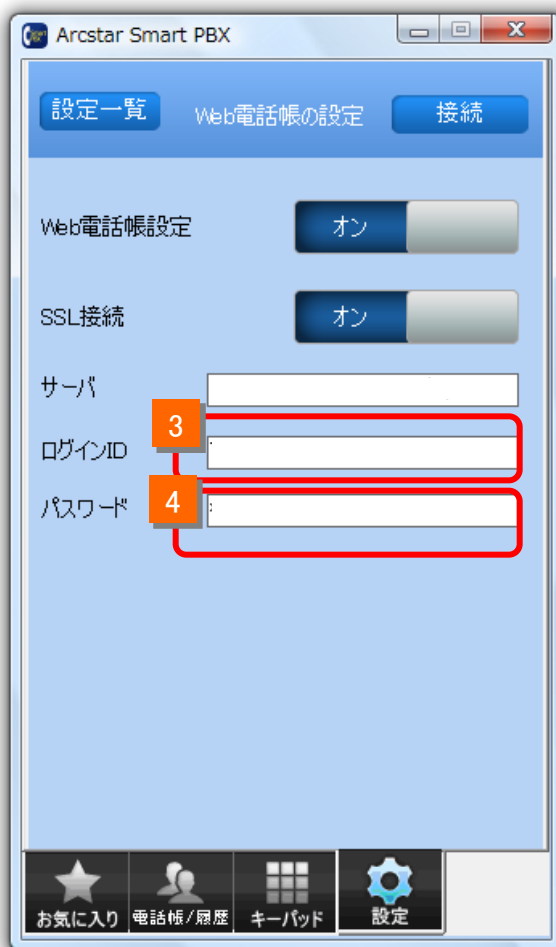 Arcstar Smart PBX
設定一覧 Web電話帳の設定 接続
Web電話帳設定 オン
SSL接続 オン
サーバ
3
ログインID
4
パスワード
お気に入り 電話帳/履歴 キーパッド 設定